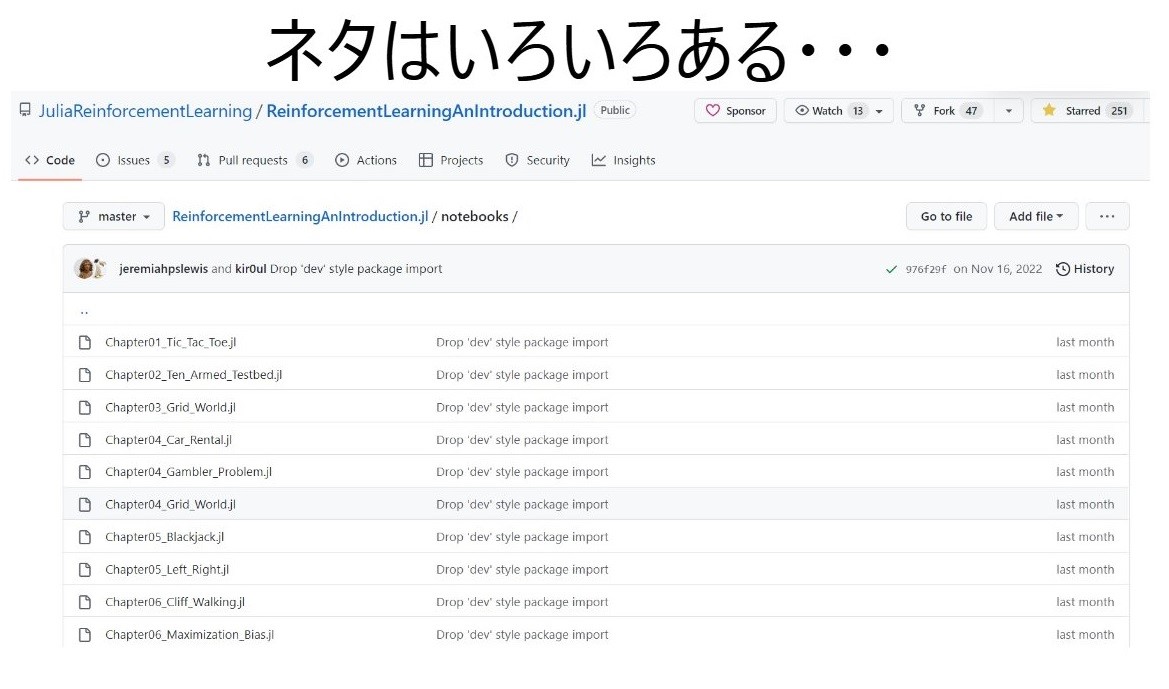 ネタはいろいろある・・・
JuliaReinforcementLearning / ReinforcementLearningAnIntroduction.jl Public Sponsor Watch 13 Fork 47 Starred 251
Code Issues 5 Pull requests 6 Actions Projects Security Insights
master ReinforcementLearningAnIntroduction.jl / notebooks / Go to file Add file ...
jeremiahpslewis and kir0ul Drop 'dev' style package import 976f29f on Nov 16, 2022 History
..
Chapter01_Tic_Tac_Toe.jl Drop 'dev' style package import last month
Chapter02_Ten_Armed_Testbed.jl Drop 'dev' style package import last month
Chapter03_Grid_World.jl Drop 'dev' style package import last month
Chapter04_Car_Rental.jl Drop 'dev' style package import last month
Chapter04_Gambler_Problem.jl Drop 'dev' style package import last month
Chapter04_Grid_World.jl Drop 'dev' style package import last month
Chapter05_Blackjack.jl Drop 'dev' style package import last month
Chapter05_Left_Right.jl Drop 'dev' style package import last month
Chapter06_Cliff_Walking.jl Drop 'dev' style package import last month
Chapter06_Maximization_Bias.jl Drop 'dev' style package import last month